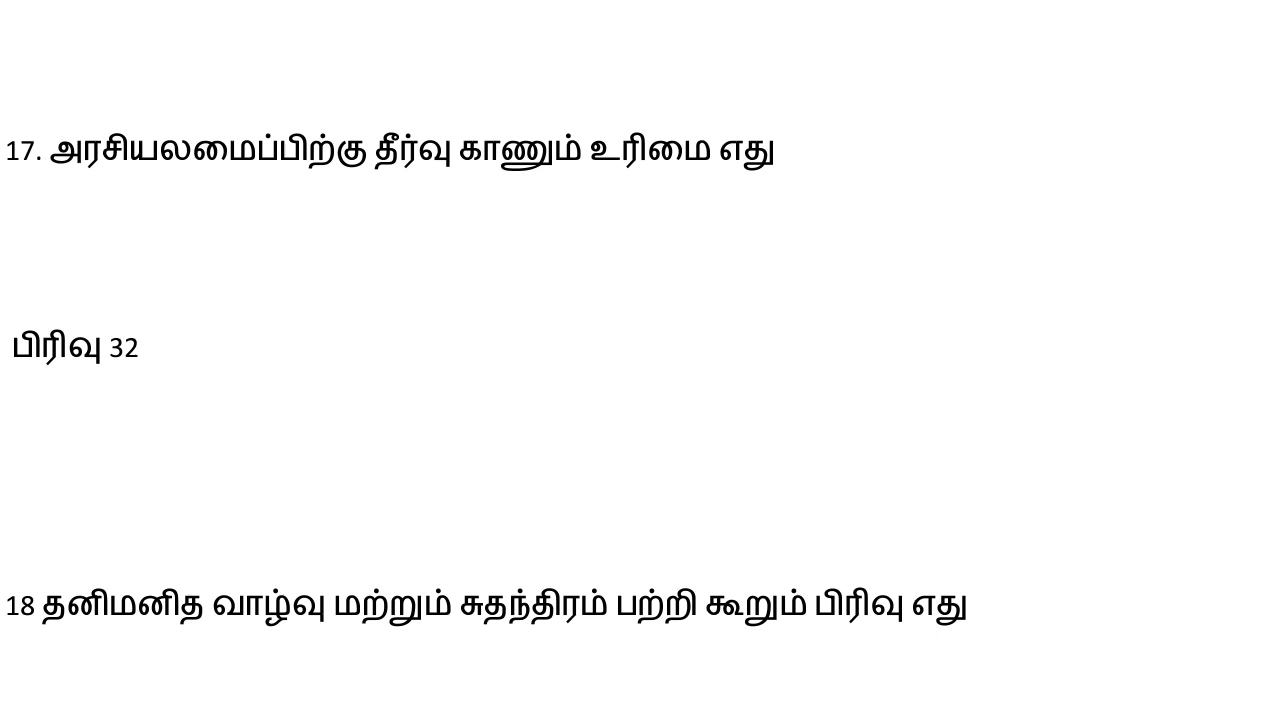 17. அரசியலமைப்பிற்கு தீர்வு காணும் உரிமை எது
பிரிவு 32
18 தனிமனித வாழ்வு மற்றும் சுதந்திரம் பற்றி கூறும் பிரிவு எது